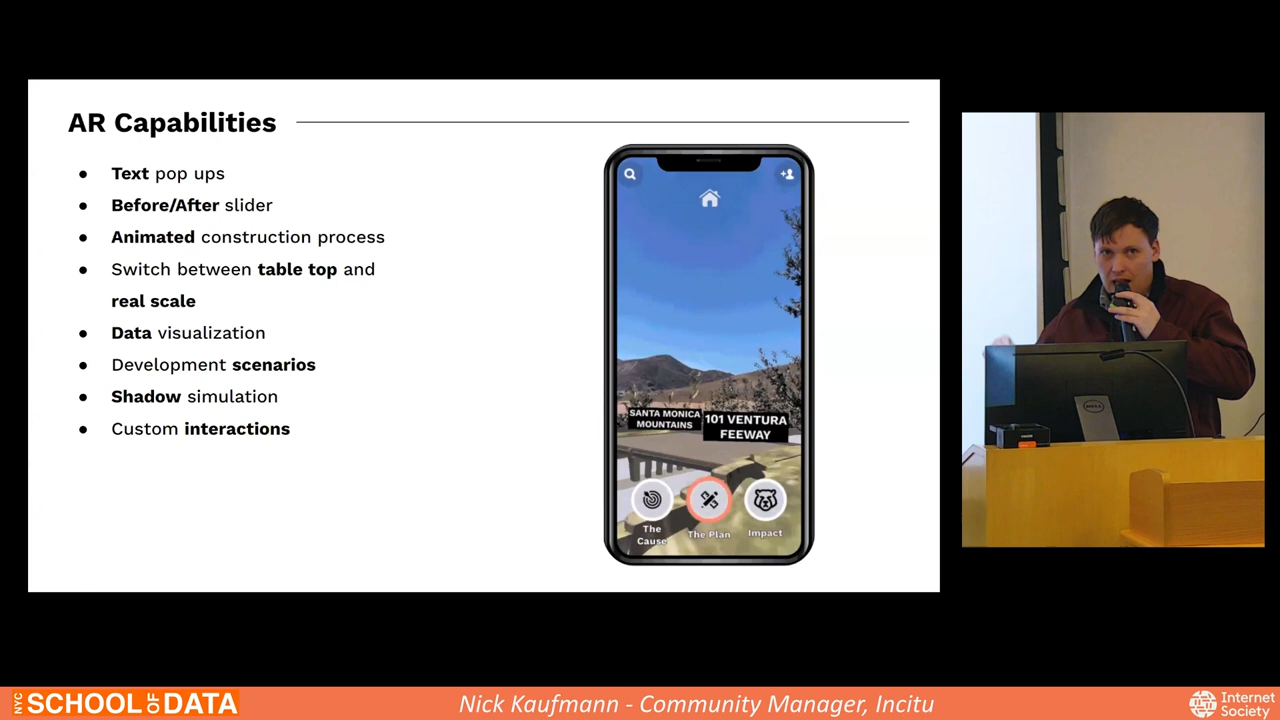 AR Capabilities
● Text pop ups
● Before/After slider
● Animated construction process
● Switch between table top and
real scale
● Data visualization
● Development scenarios
● Shadow simulation
● Custom interactions
SANTA MONICA
MOUNTAINS
101 VENTURA
FEEWAY
The
Cause
The Plan
Impact
DELL
NYC SCHOOL OF DATA
Nick Kaufmann - Community Manager, Incitu
Internet
Society